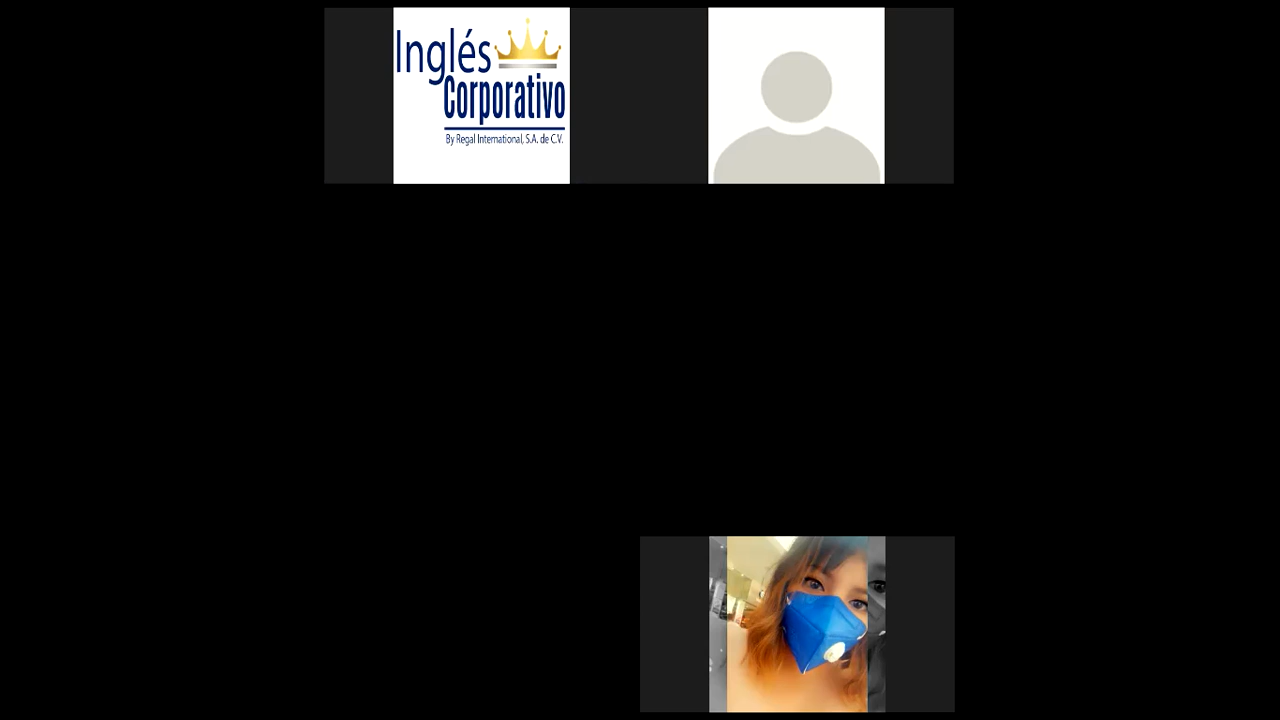 Inglés
Corporativo
By Regal International, S.A. de C.V.